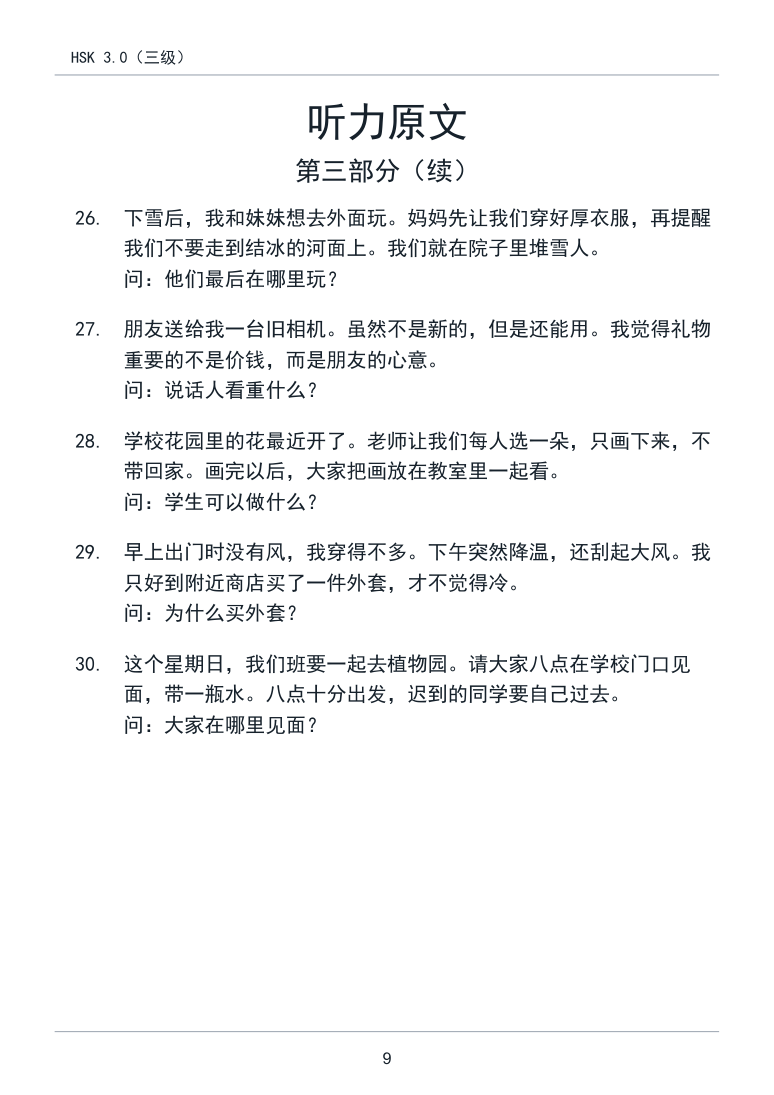 HSK 3.0（三级）
听力原文
第三部分（续）
26. 下雪后，我和妹妹想去外面玩。妈妈先让我们穿好厚衣服，再提醒
我们不要走到结冰的河面上。我们就在院子里堆雪人。
问：他们最后在哪里玩？
27. 朋友送给我一台旧相机。虽然不是新的，但是还能用。我觉得礼物
重要的不是价钱，而是朋友的心意。
问：说话人看重什么？
28. 学校花园里的花最近开了。老师让我们每人选一朵，只画下来，不
带回家。画完以后，大家把画放在教室里一起看。
问：学生可以做什么？
29. 早上出门时没有风，我穿得不多。下午突然降温，还刮起大风。我
只好到附近商店买了一件外套，才不觉得冷。
问：为什么买外套？
30. 这个星期日，我们班要一起去植物园。请大家八点在学校门口见
面，带一瓶水。八点十分出发，迟到的同学要自己过去。
问：大家在哪里见面？
9